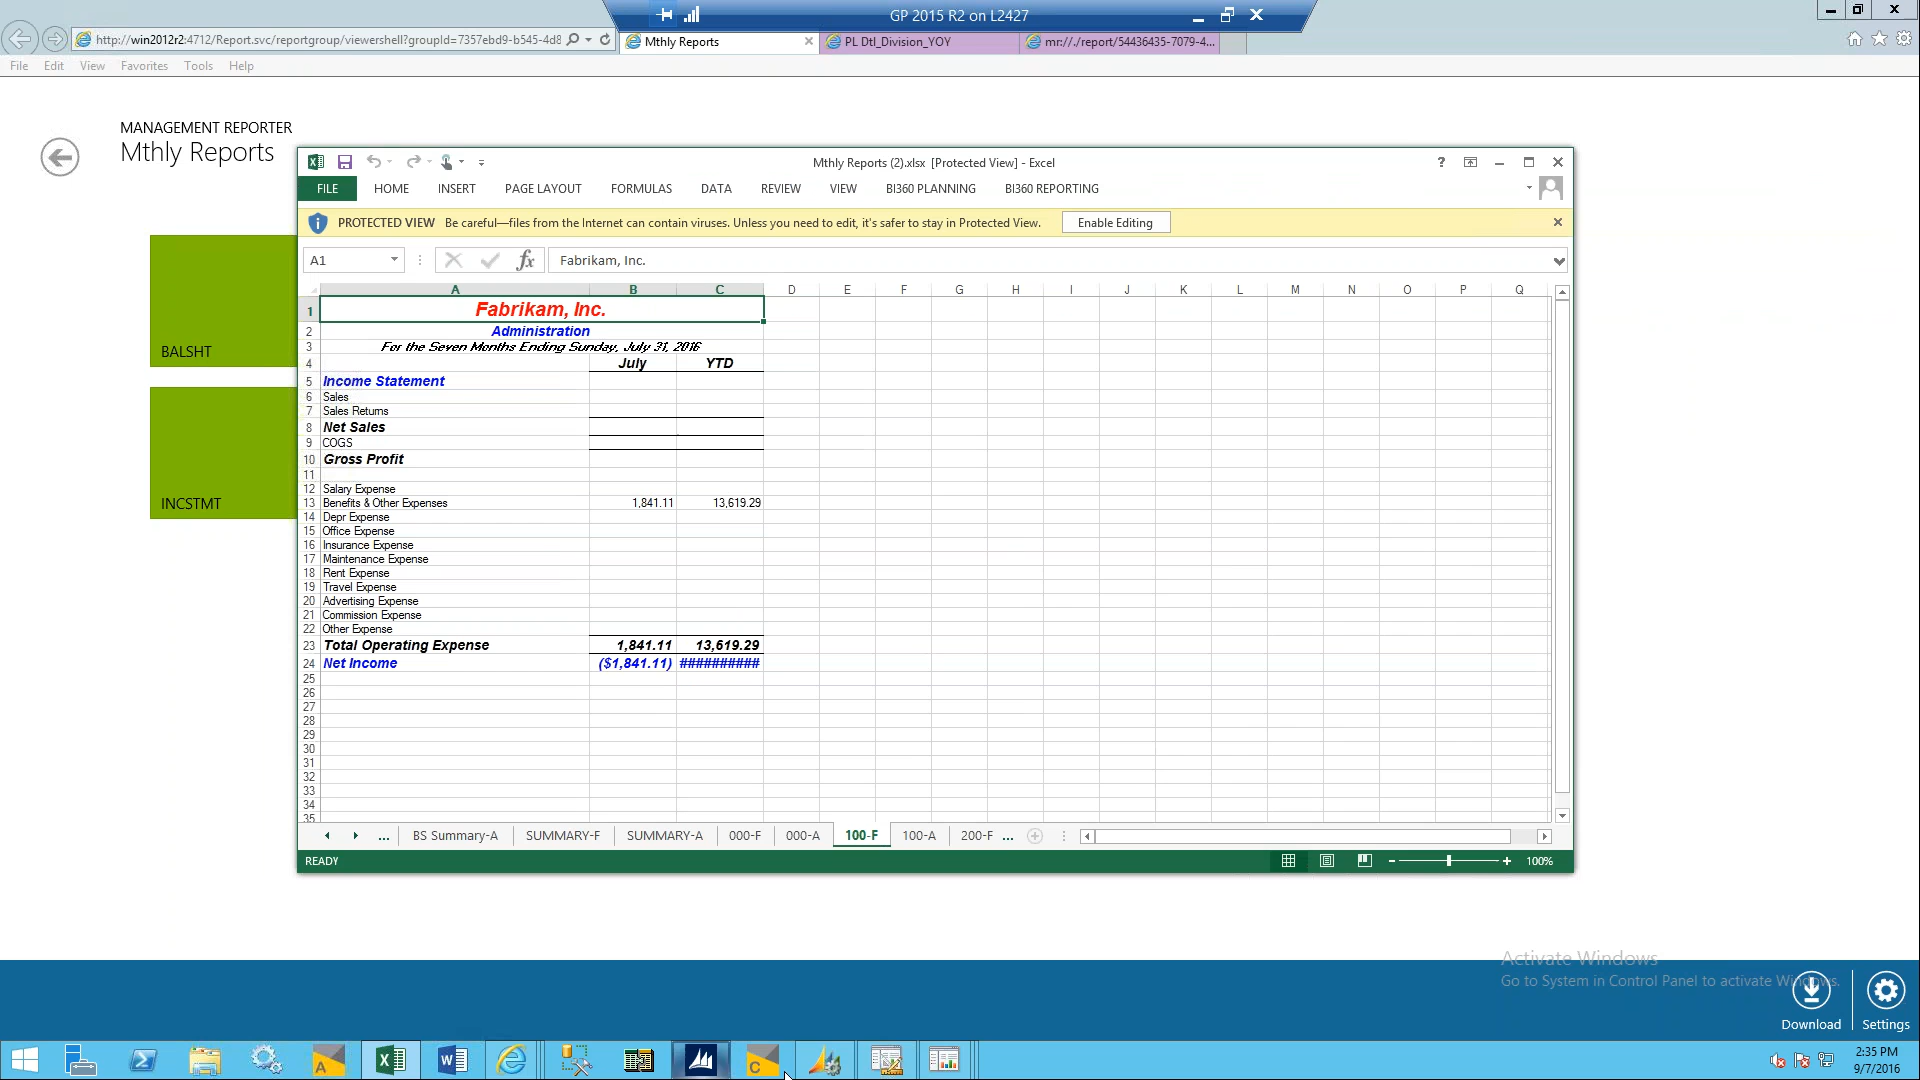 GP 2015 R2 on L2427
http://win2012r2:4712/Report.svc/reportgroup/viewershell?groupId=7357ebd9-b545-4d8
Mthly Reports
PL Dtl_Division_YOY
mr://./report/54436435-7079-4...
File Edit View Favorites Tools Help
MANAGEMENT REPORTER
Mthly Reports
BALSHT
INCSTMT
Mthly Reports (2).xlsx [Protected View] - Excel
FILE HOME INSERT PAGE LAYOUT FORMULAS DATA REVIEW VIEW BI360 PLANNING BI360 REPORTING
PROTECTED VIEW Be careful—files from the Internet can contain viruses. Unless you need to edit, it's safer to stay in Protected View. Enable Editing
A1 fx Fabrikam, Inc.
A B C D E F G H I J K L M N O P Q
1 Fabrikam, Inc.
2 Administration
3 For the Seven Months Ending Sunday, July 31, 2016
4 July YTD
5 Income Statement
6 Sales
7 Sales Returns
8 Net Sales
9 COGS
10 Gross Profit
11
12 Salary Expense
13 Benefits & Other Expenses 1,841.11 13,619.29
14 Depr Expense
15 Office Expense
16 Insurance Expense
17 Maintenance Expense
18 Rent Expense
19 Travel Expense
20 Advertising Expense
21 Commission Expense
22 Other Expense
23 Total Operating Expense 1,841.11 13,619.29
24 Net Income ($1,841.11) ##########
25
26
27
28
29
30
31
32
33
34
35
... BS Summary-A SUMMARY-F SUMMARY-A 000-F 000-A 100-F 100-A 200-F ...
READY 100%
Activate Windows
Go to System in Control Panel to activate Windows.
Download Settings
A C
2:35 PM
9/7/2016